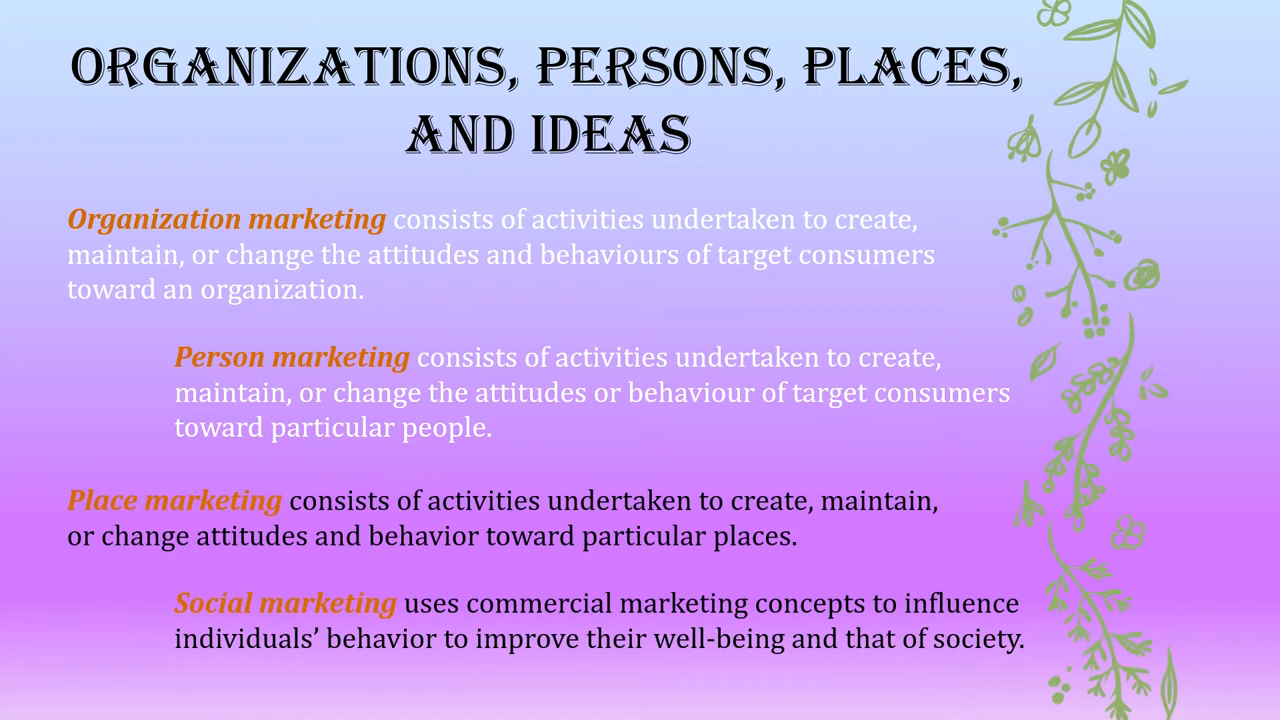 ORGANIZATIONS, PERSONS, PLACES,
AND IDEAS
Organization marketing consists of activities undertaken to create,
maintain, or change the attitudes and behaviours of target consumers
toward an organization.
Person marketing consists of activities undertaken to create,
maintain, or change the attitudes or behaviour of target consumers
toward particular people.
Place marketing consists of activities undertaken to create, maintain,
or change attitudes and behavior toward particular places.
Social marketing uses commercial marketing concepts to influence
individuals’ behavior to improve their well-being and that of society.